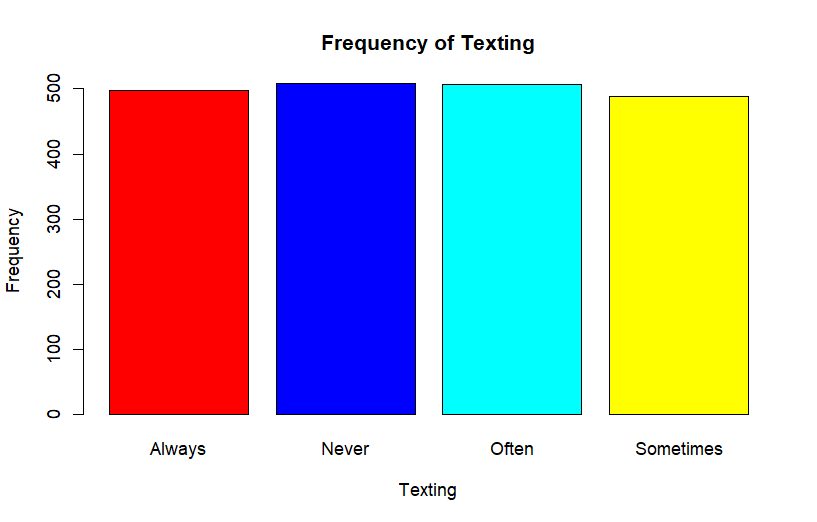 Frequency of Texting
Frequency
500
400
300
200
100
0
Always Never Often Sometimes
Texting